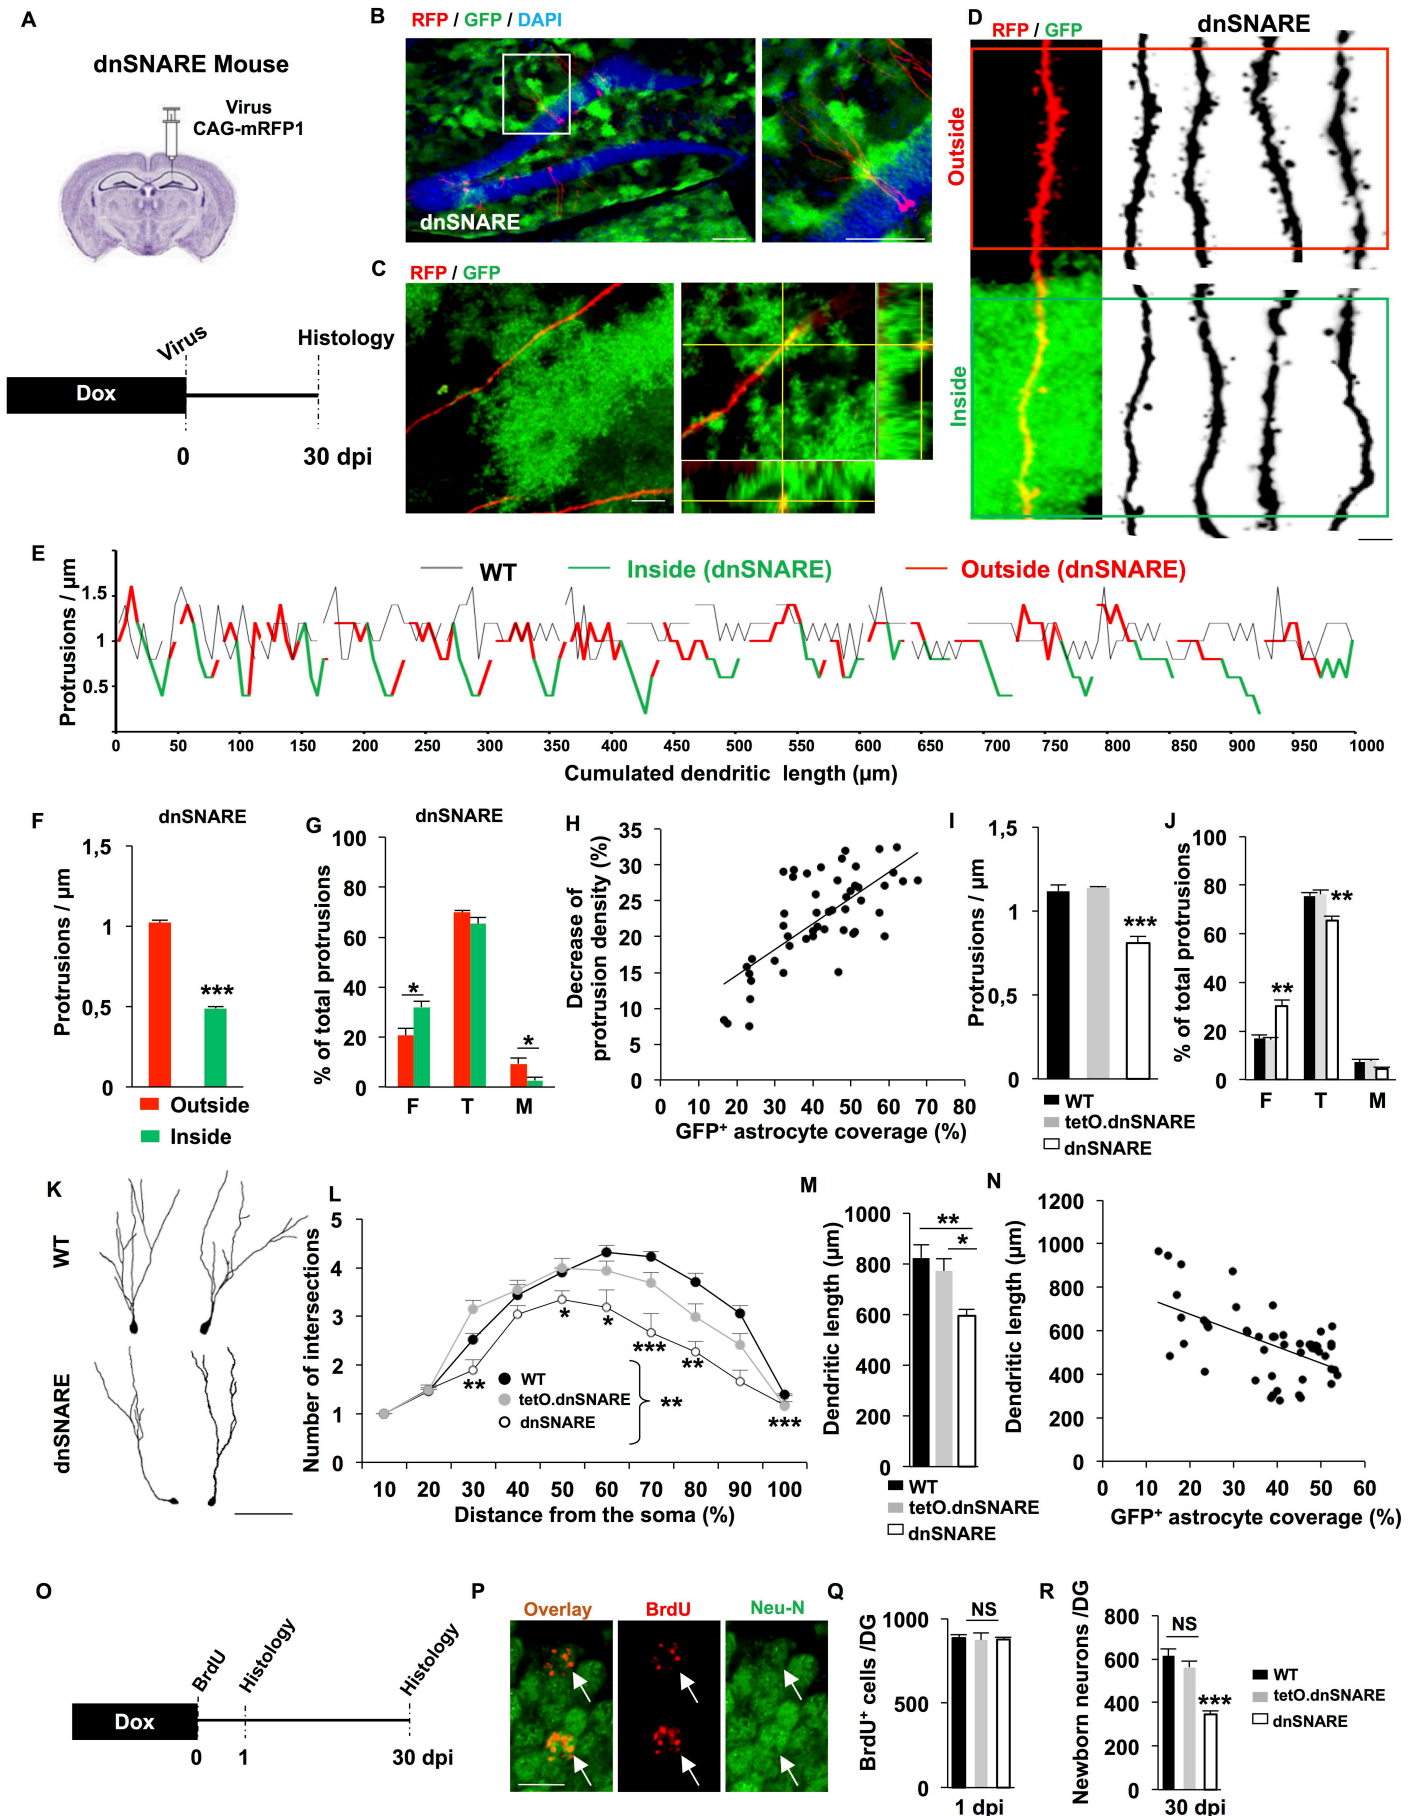 A
dnSNARE Mouse
Virus
CAG-mRFP1
Virus
Histology
Dox
0
30 dpi
B
RFP / GFP / DAPI
dnSNARE
C
RFP / GFP
D
RFP / GFP
dnSNARE
Outside
Inside
E
Protrusions / µm
1.5
1
0.5
WT
Inside (dnSNARE)
Outside (dnSNARE)
0 50 100 150 200 250 300 350 400 450 500 550 600 650 700 750 800 850 900 950 1000
Cumulated dendritic length (µm)
F
dnSNARE
Protrusions / µm
1,5
1
0,5
0
***
Outside
Inside
G
dnSNARE
% of total protrusions
100
80
60
40
20
0
*
*
F T M
H
Decrease of
protrusion density (%)
35
30
25
20
15
10
5
0
0 10 20 30 40 50 60 70 80
GFP+ astrocyte coverage (%)
I
Protrusions / µm
1,5
1
0,5
0
***
WT
tetO.dnSNARE
dnSNARE
J
% of total protrusions
100
80
60
40
20
0
**
**
F T M
K
WT
dnSNARE
L
Number of intersections
5
4
3
2
1
0
**
*
*
***
**
***
WT
tetO.dnSNARE
dnSNARE
**
10 20 30 40 50 60 70 80 90 100
Distance from the soma (%)
M
Dendritic length (µm)
1000
800
600
400
200
0
**
*
WT
tetO.dnSNARE
dnSNARE
N
Dendritic length (µm)
1200
1000
800
600
400
200
0
0 10 20 30 40 50 60
GFP+ astrocyte coverage (%)
O
BrdU
Histology
Histology
Dox
0 1 30 dpi
P
Overlay
BrdU
Neu-N
Q
BrdU+ cells /DG
1000
500
0
NS
1 dpi
R
Newborn neurons /DG
800
600
400
200
0
NS
***
30 dpi
WT
tetO.dnSNARE
dnSNARE